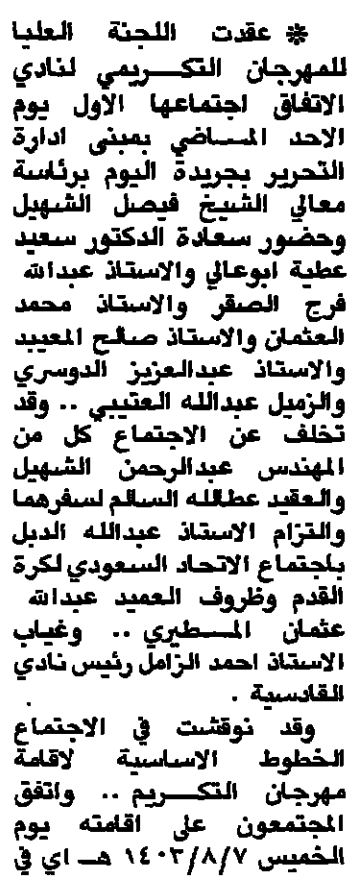 ※ عقدت اللجنة العليا
للمهرجان التكريمي لنادي
الاتفاق اجتماعها الاول يوم
الاحد الماضي بمبنى ادارة
التحرير بجريدة اليوم برئاسة
معالي الشيخ فيصل الشهيل
وحضور سعادة الدكتور سعيد
عطية ابوعالي والاستاذ عبدالله
فرج الصقر والاستاذ محمد
العثمان والاستاذ صالح المعيبد
والاستاذ عبدالعزيز الدوسري
والزميل عبدالله العتيبي .. وقد
تخلف عن الاجتماع كل من
المهندس عبدالرحمن الشهيل
والعقيد عطالله السالم لسفرهما
والتزام الاستاذ عبدالله الدبل
باجتماع الاتحاد السعودي لكرة
القدم وظروف العميد عبدالله
عثمان المطيري .. وغياب
الاستاذ احمد الزامل رئيس نادي
القادسية .
وقد نوقشت في الاجتماع
الخطوط الاساسية لاقامة
مهرجان التكريم .. واتفق
المجتمعون على اقامته يوم
الخميس ١٤٠٣/٨/٧ هـ اي في